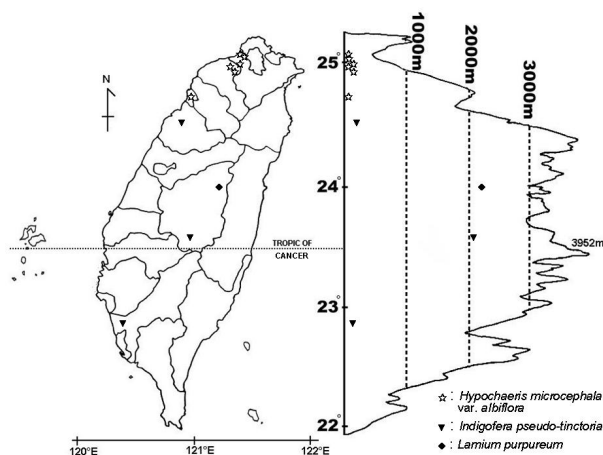 N
25°
24°
23°
22°
1000m
2000m
3000m
3952m
TROPIC OF
CANCER
120°E
121°E
122°E
: Hypochaeris microcephala
var. albiflora
: Indigofera pseudo-tinctoria
: Lamium purpureum